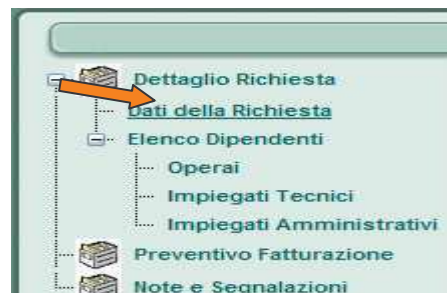 Dettaglio Richiesta
Dati della Richiesta
Elenco Dipendenti
Operai
Impiegati Tecnici
Impiegati Amministrativi
Preventivo Fatturazione
Note e Segnalazioni